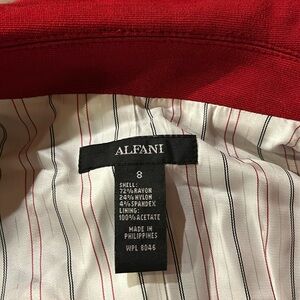 ALFANI
8
SHELL:
72%RAYON
24%NYLON
4%SPANDEX
LINING:
100%ACETATE
MADE IN
PHILIPPINES
WPL 8046